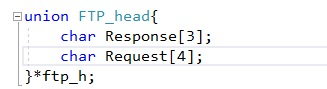 union FTP_head{
    char Response[3];
    char Request[4];
}*ftp_h;